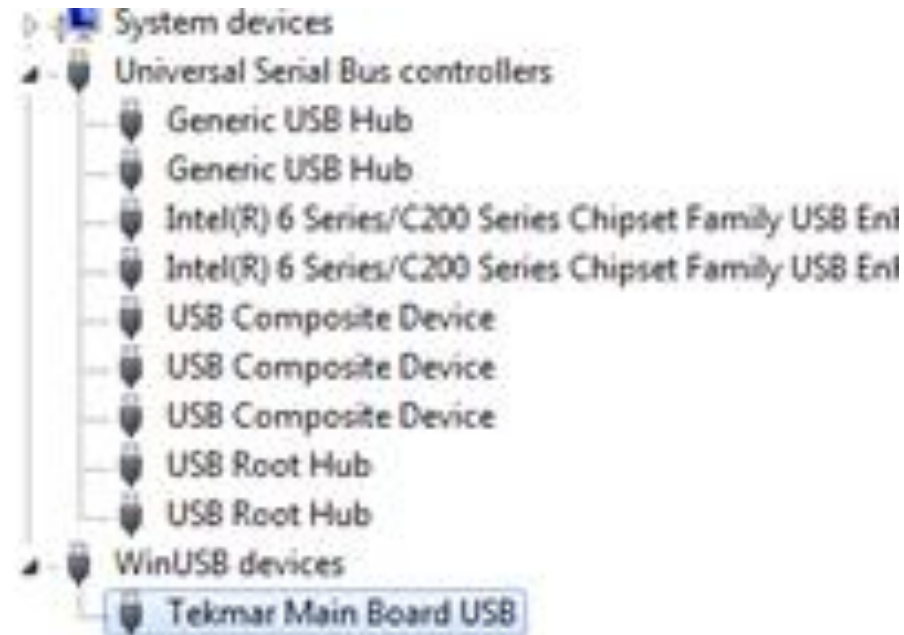 System devices
Universal Serial Bus controllers
Generic USB Hub
Generic USB Hub
Intel(R) 6 Series/C200 Series Chipset Family USB
Intel(R) 6 Series/C200 Series Chipset Family USB
USB Composite Device
USB Composite Device
USB Composite Device
USB Root Hub
USB Root Hub
WinUSB devices
Tekmar Main Board USB